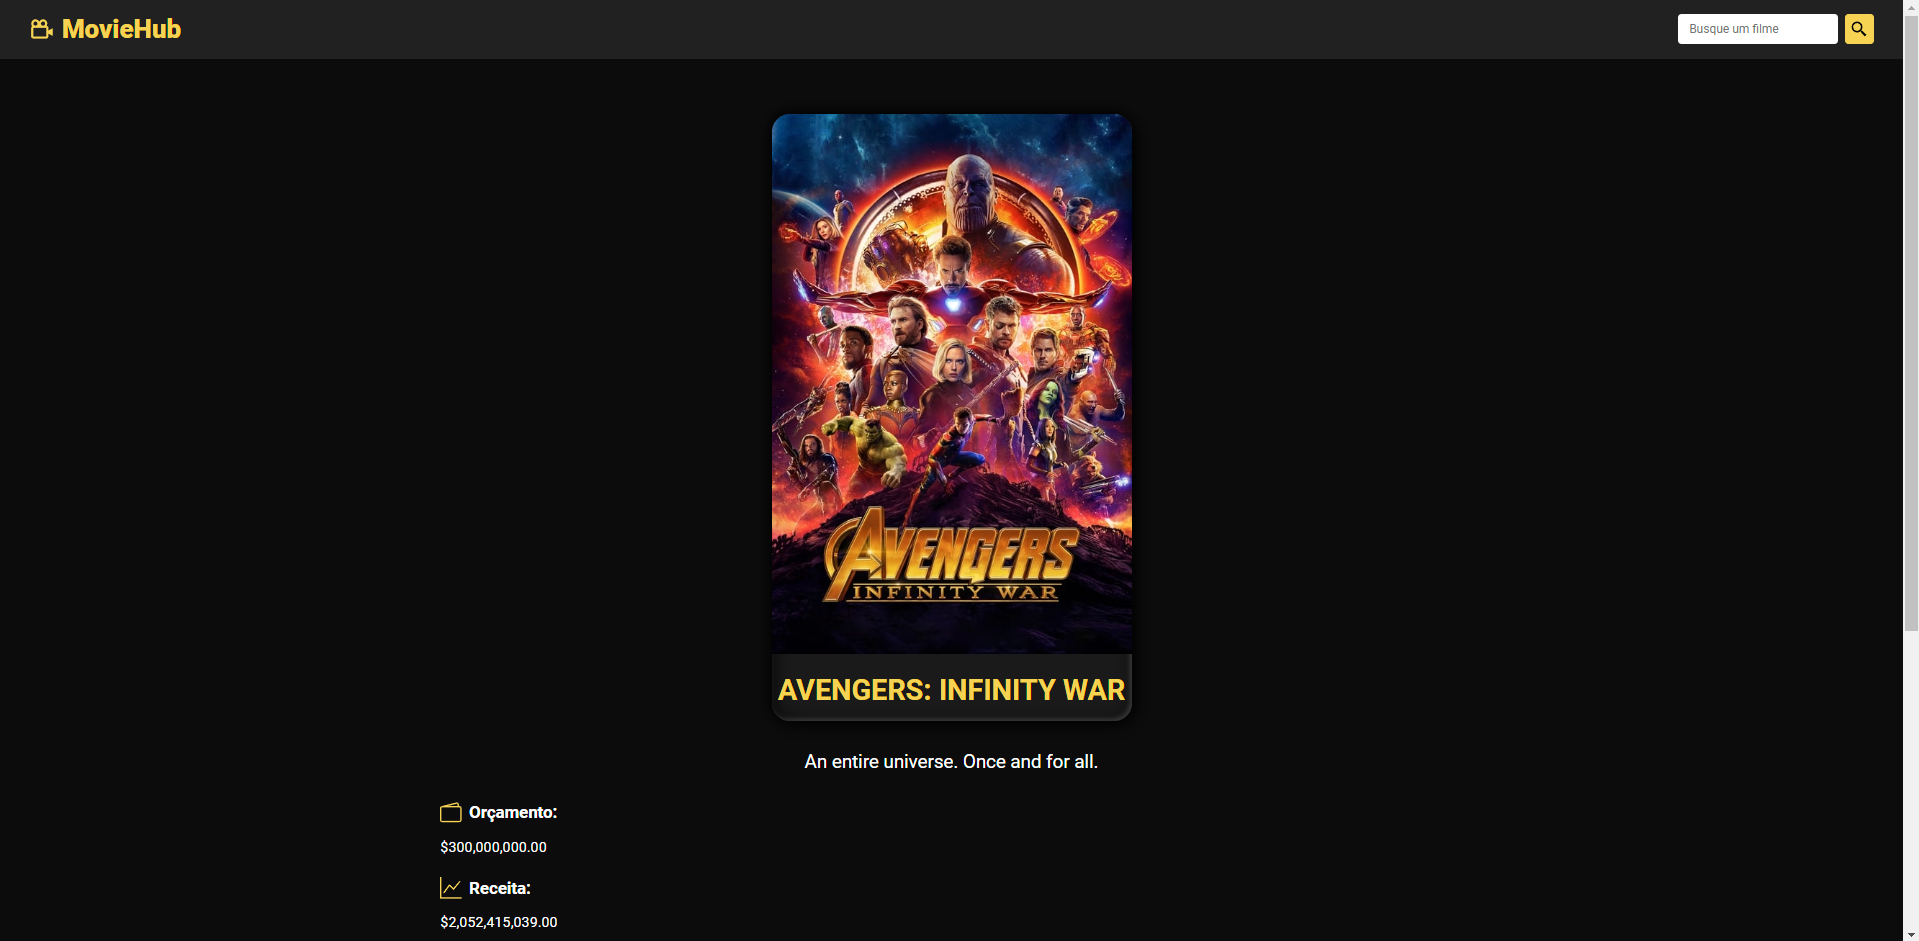 MovieHub
Busque um filme
AVENGERS
INFINITY WAR
AVENGERS: INFINITY WAR
An entire universe. Once and for all.
Orçamento:
$300,000,000.00
Receita:
$2,052,415,039.00